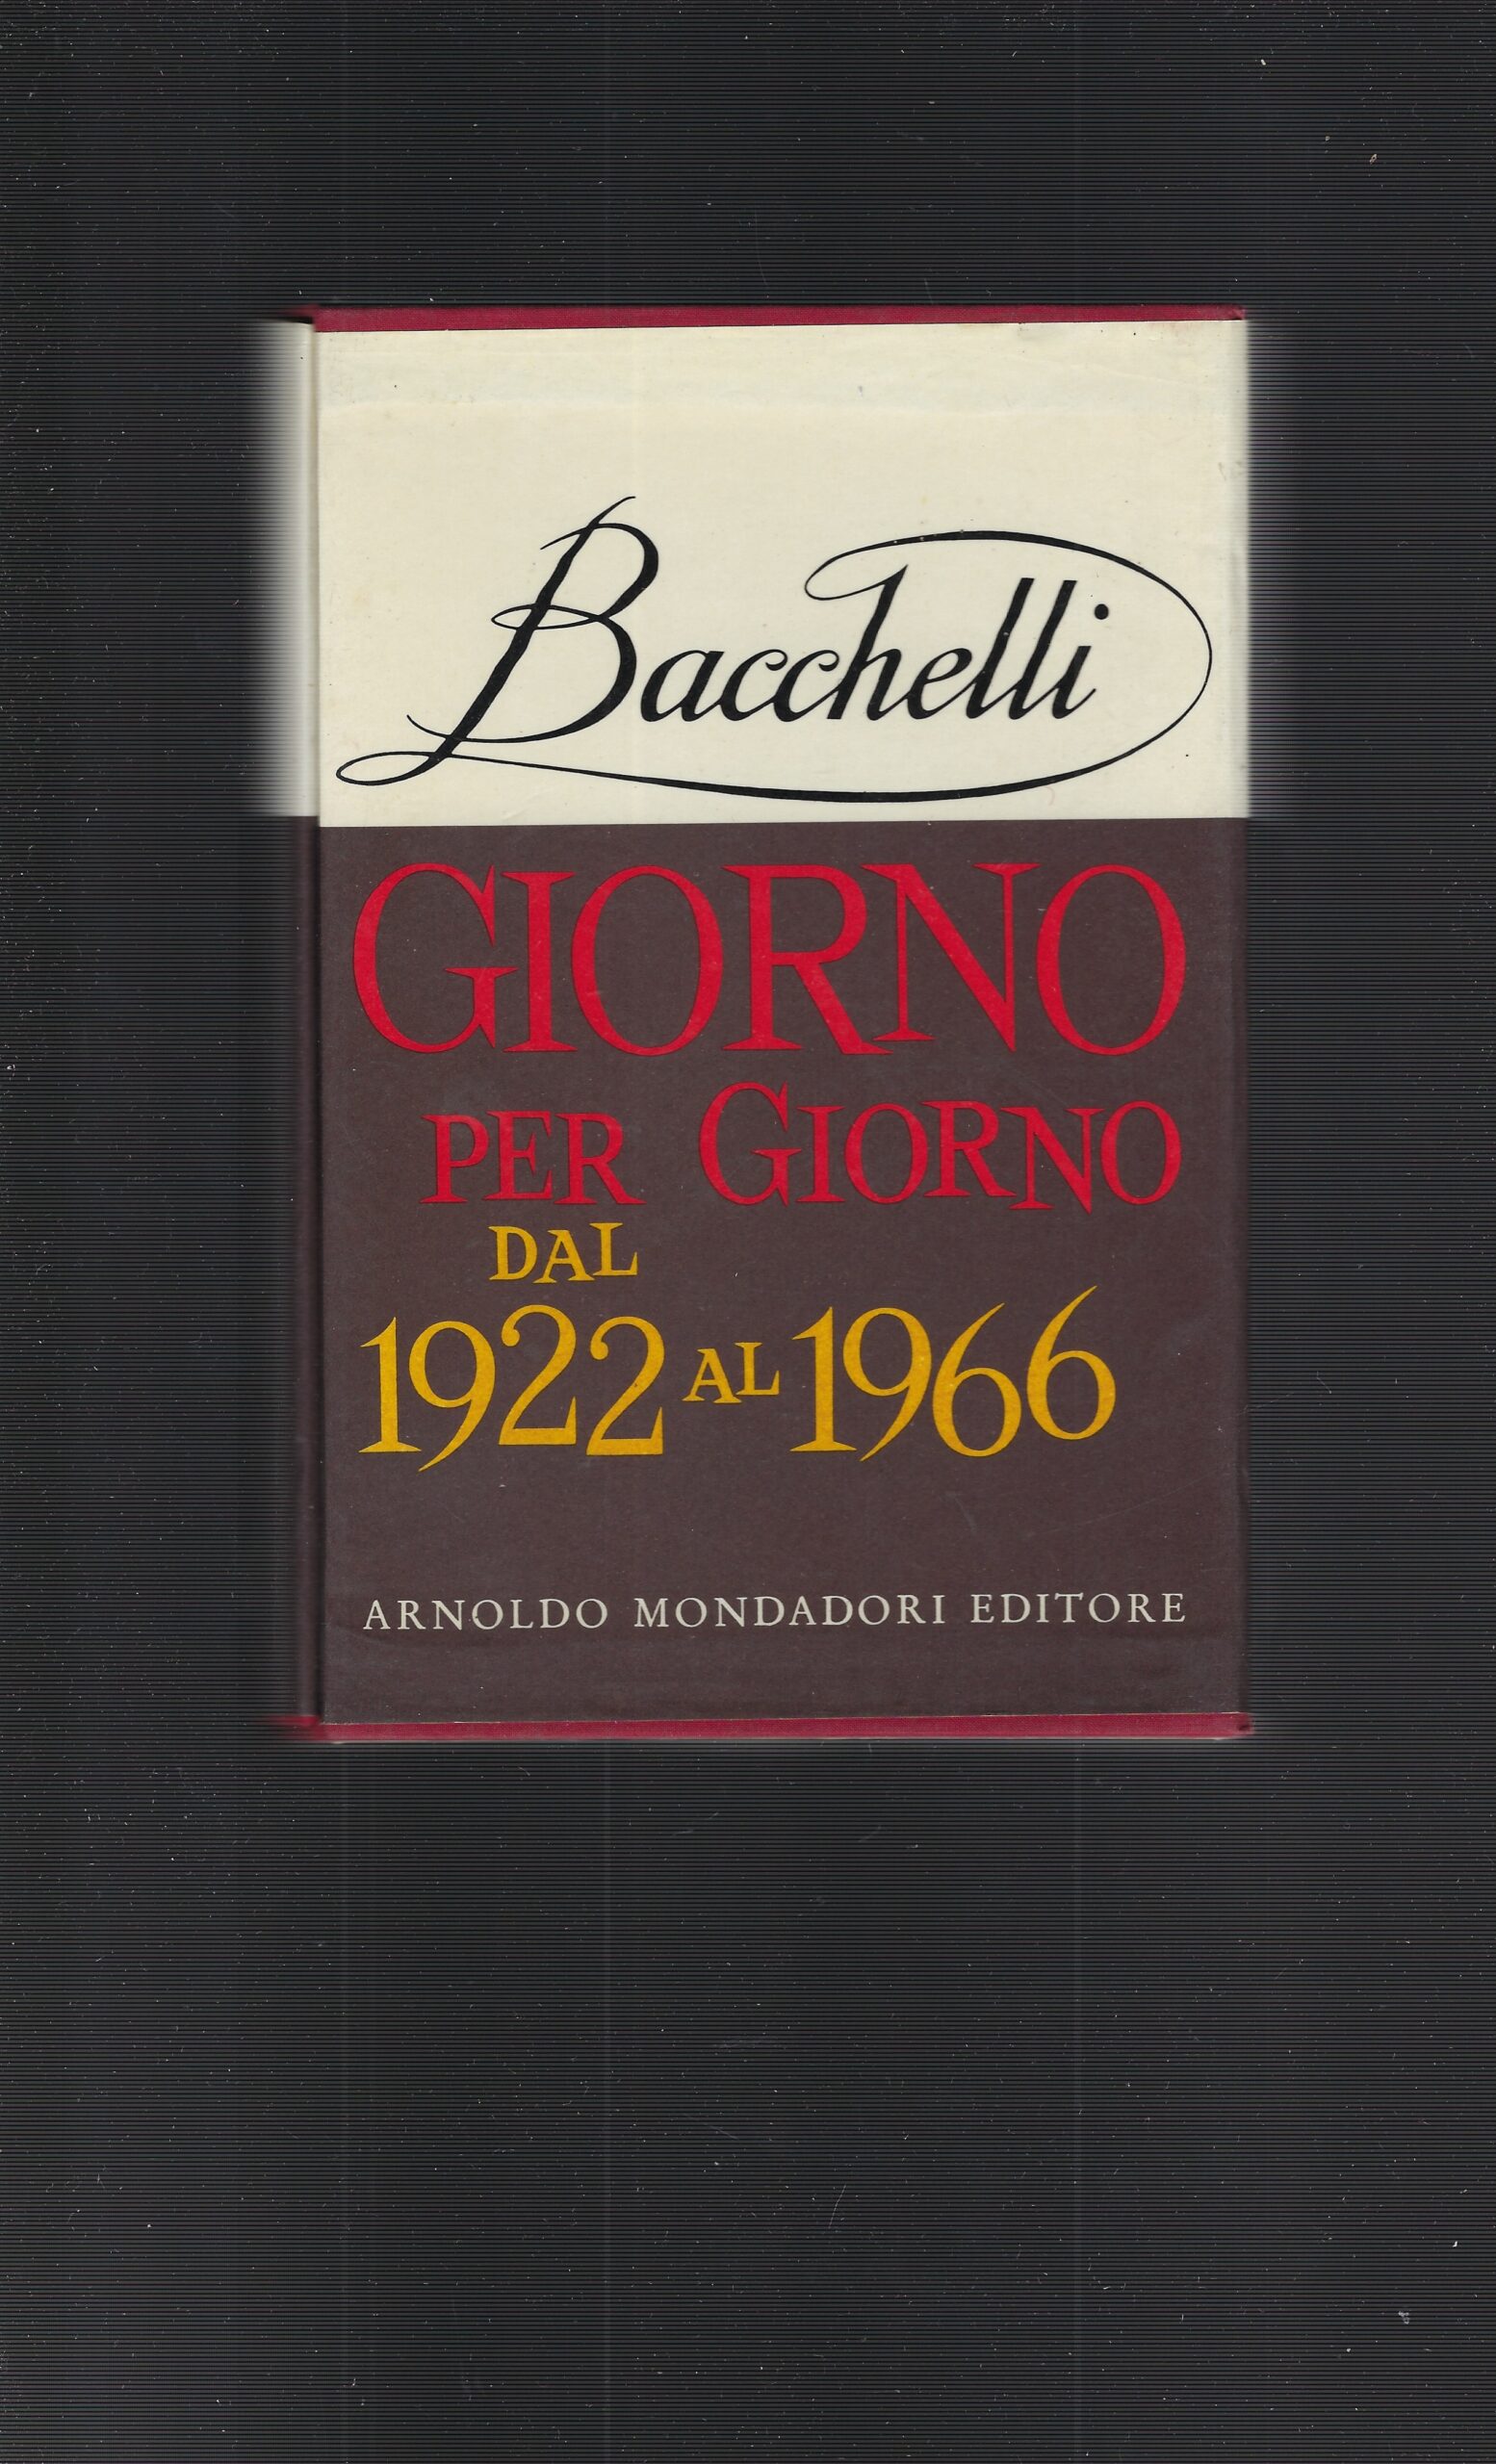 Bacchelli
GIORNO
PER GIORNO
DAL
1922 AL 1966
ARNOLDO MONDADORI EDITORE